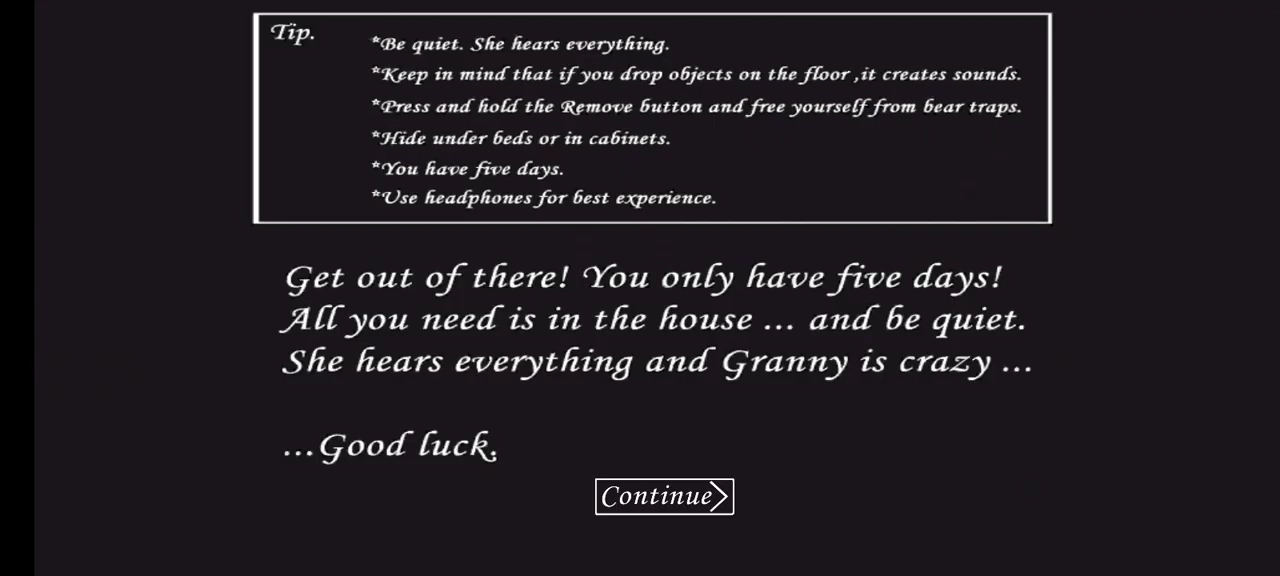 Tip.
*Be quiet. She hears everything.
*Keep in mind that if you drop objects on the floor ,it creates sounds.
*Press and hold the Remove button and free yourself from bear traps.
*Hide under beds or in cabinets.
*You have five days.
*Use headphones for best experience.
Get out of there! You only have five days!
All you need is in the house ... and be quiet.
She hears everything and Granny is crazy ...
...Good luck.
Continue